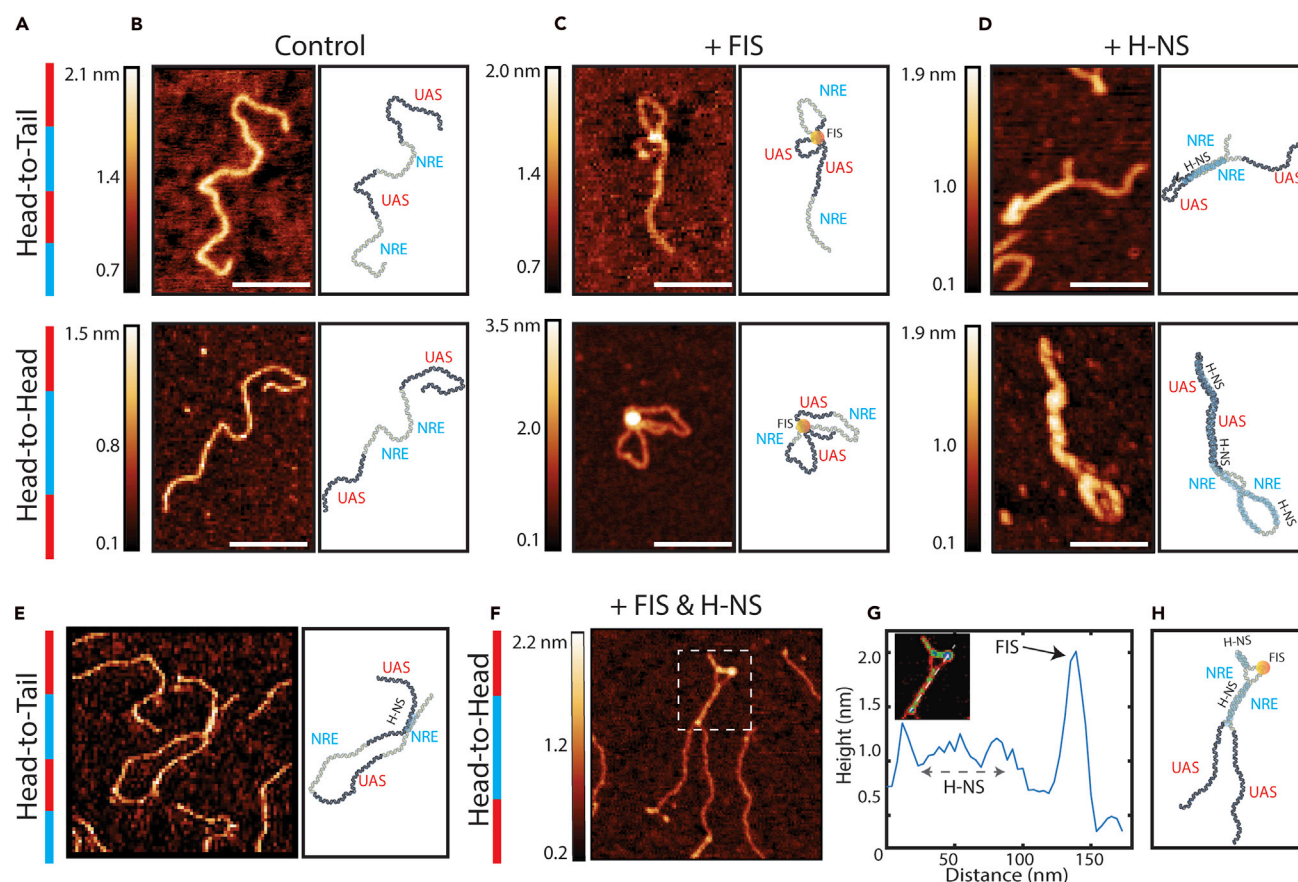 A
B
Control
C
+ FIS
D
+ H-NS
Head-to-Tail
2.1 nm
1.4
0.7
UAS
NRE
UAS
NRE
2.0 nm
1.4
0.7
NRE
FIS
UAS
UAS
NRE
1.9 nm
1.0
0.1
H-NS
NRE
NRE
UAS
UAS
Head-to-Head
1.5 nm
0.8
0.1
UAS
NRE
NRE
UAS
3.5 nm
2.0
0.1
UAS
NRE
FIS
NRE
UAS
1.9 nm
1.0
0.1
H-NS
UAS
UAS
H-NS
NRE
NRE
H-NS
E
Head-to-Tail
UAS
H-NS
NRE
NRE
UAS
+ FIS & H-NS
F
Head-to-Head
2.2 nm
1.2
0.2
G
Height (nm)
2.0
1.5
1.0
0.5
0
FIS
H-NS
50
100
150
Distance (nm)
H
H-NS
FIS
NRE
H-NS
NRE
UAS
UAS